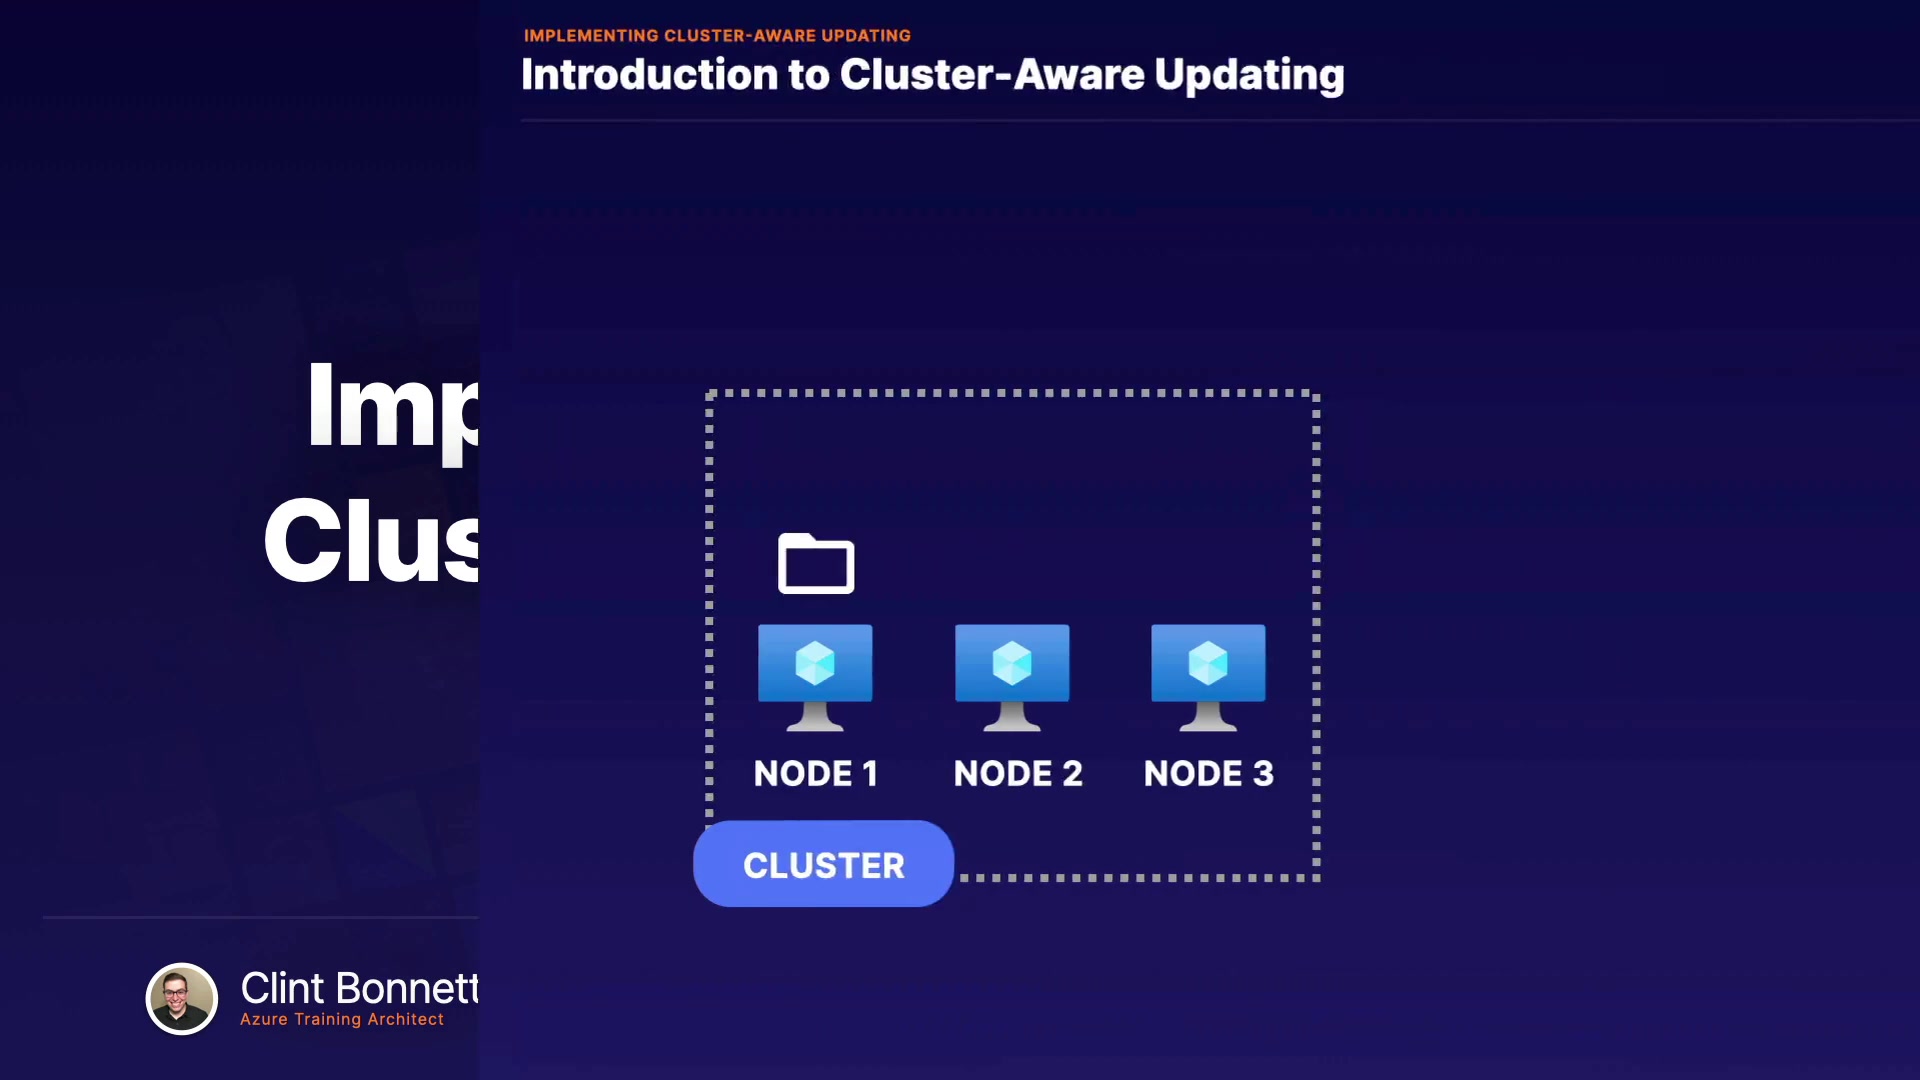 IMPLEMENTING CLUSTER-AWARE UPDATING
Introduction to Cluster-Aware Updating
Imp
Clus
NODE 1
NODE 2
NODE 3
CLUSTER
Clint Bonnett
Azure Training Architect